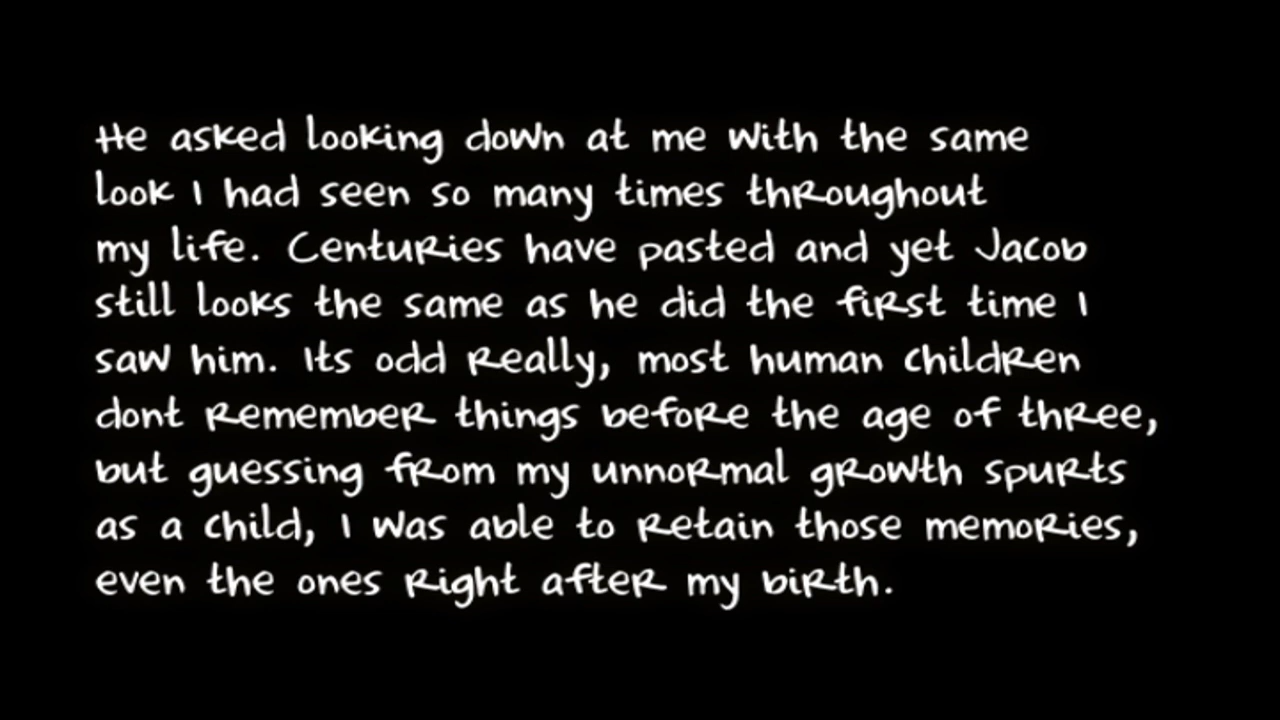 He asked looking down at me with the same
look I had seen so many times throughout
my life. Centuries have pasted and yet Jacob
still looks the same as he did the first time I
saw him. Its odd really, most human children
dont remember things before the age of three,
but guessing from my unnormal growth spurts
as a child, I was able to retain those memories,
even the ones right after my birth.